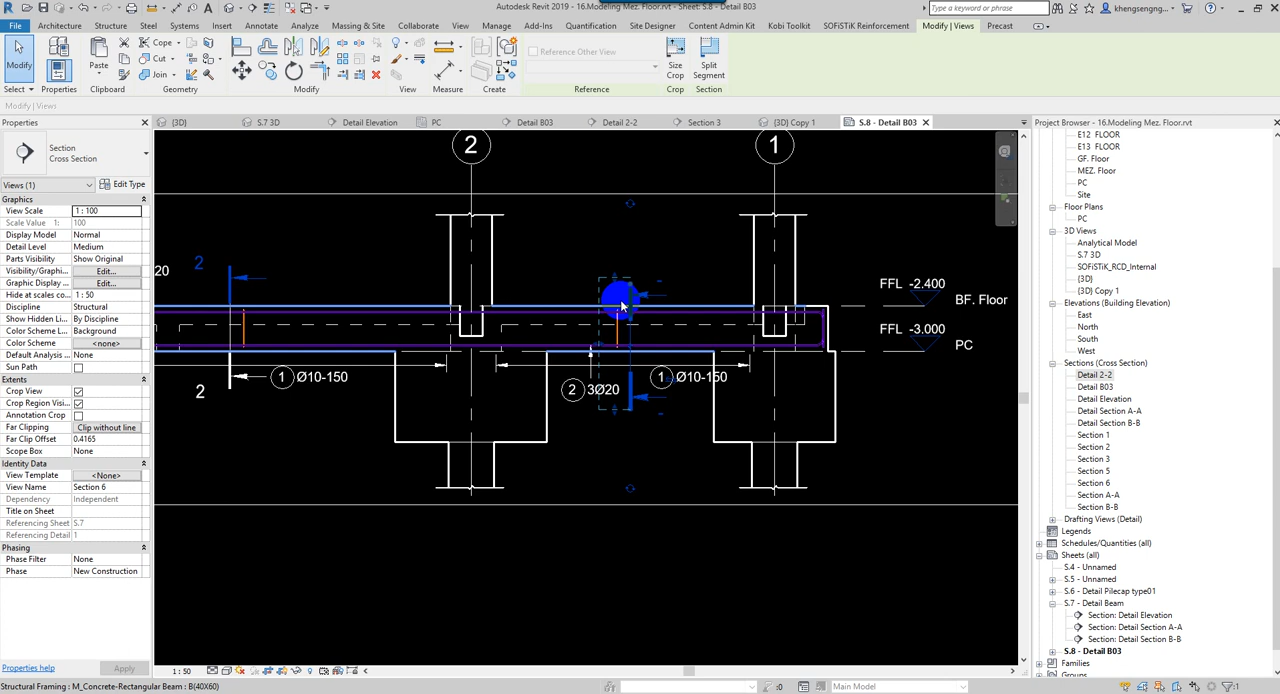 Autodesk Revit 2019 - 16.Modeling Mez. Floor.rvt - Sheet: S.8 - Detail B03
Type a keyword or phrase
khengsengng...
File Architecture Structure Steel Systems Insert Annotate Analyze Massing & Site Collaborate View Manage Add-Ins Quantification Site Designer Content Admin Kit Kobi Toolkit SOFiSTiK Reinforcement Modify | Views Precast
Cope
Cut
Join
Reference Other View
Modify Properties Paste Size Crop Split Segment
Select Properties Clipboard Geometry Modify View Measure Create Reference Crop Section
Modify | Views
Properties
{3D} S.7 3D Detail Elevation PC Detail B03 Detail 2-2 Section 3 {3D} Copy 1 S.8 - Detail B03
Project Browser - 16.Modeling Mez. Floor.rvt
Section
Cross Section
Views (1) Edit Type
Graphics
View Scale 1 : 100
Scale Value 1: 100
Display Model Normal
Detail Level Medium
Parts Visibility Show Original
Visibility/Graphi... Edit...
Graphic Display ... Edit...
Hide at scales co... 1 : 50
Discipline Structural
Show Hidden Li... By Discipline
Color Scheme L... Background
Color Scheme <none>
Default Analysis ... None
Sun Path
Extents
Crop View
Crop Region Visi...
Annotation Crop
Far Clipping Clip without line
Far Clip Offset 0.4165
Scope Box None
Identity Data
View Template <None>
View Name Section 6
Dependency Independent
Title on Sheet
Referencing Sheet S.7
Referencing Detail 1
Phasing
Phase Filter None
Phase New Construction
Properties help Apply
2 1
2
20
FFL -2.400
BF. Floor
FFL -3.000
PC
1 Ø10-150
1 Ø10-150
2 3Ø20
2
E12 FLOOR
E13 FLOOR
GF. Floor
MEZ. Floor
PC
Site
Floor Plans
PC
3D Views
Analytical Model
S.7 3D
SOFiSTiK_RCD_Internal
{3D}
{3D} Copy 1
Elevations (Building Elevation)
East
North
South
West
Sections (Cross Section)
Detail 2-2
Detail B03
Detail Elevation
Detail Section A-A
Detail Section B-B
Section 1
Section 2
Section 3
Section 5
Section 6
Section A-A
Section B-B
Drafting Views (Detail)
Legends
Schedules/Quantities (all)
Sheets (all)
S.4 - Unnamed
S.5 - Unnamed
S.6 - Detail Pilecap type01
S.7 - Detail Beam
Section: Detail Elevation
Section: Detail Section A-A
Section: Detail Section B-B
S.8 - Detail B03
Families
Groups
1 : 50
Structural Framing : M_Concrete-Rectangular Beam : B(40X60)
:0 Main Model :1